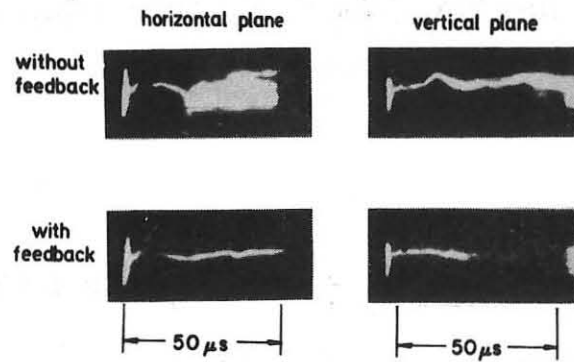 horizontal plane
vertical plane
without
feedback
with
feedback
50 μs
50 μs